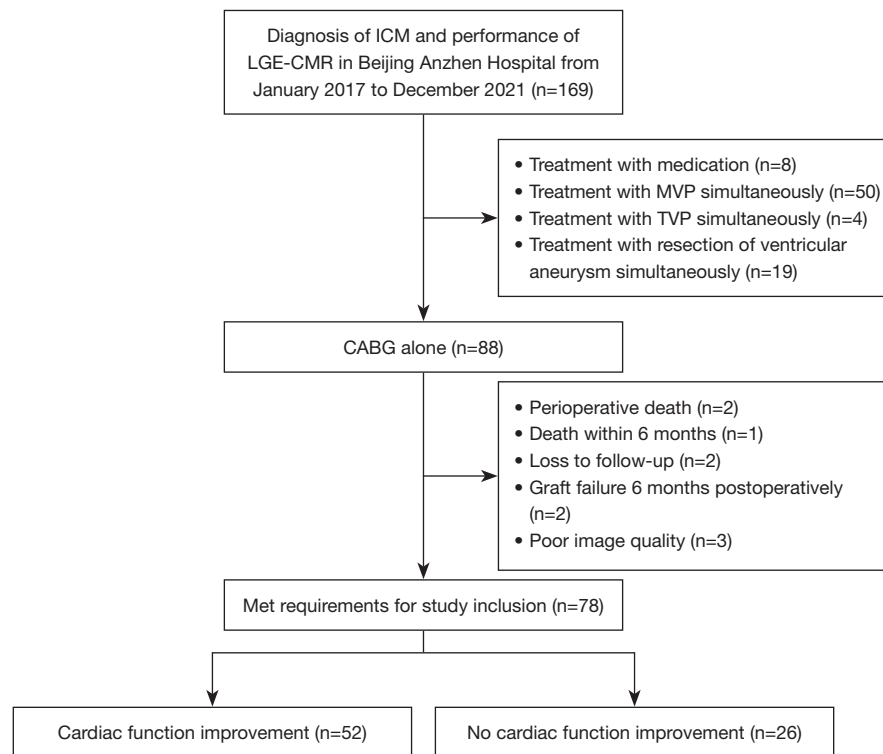 Diagnosis of ICM and performance of
LGE-CMR in Beijing Anzhen Hospital from
January 2017 to December 2021 (n=169)
• Treatment with medication (n=8)
• Treatment with MVP simultaneously (n=50)
• Treatment with TVP simultaneously (n=4)
• Treatment with resection of ventricular
aneurysm simultaneously (n=19)
CABG alone (n=88)
• Perioperative death (n=2)
• Death within 6 months (n=1)
• Loss to follow-up (n=2)
• Graft failure 6 months postoperatively
(n=2)
• Poor image quality (n=3)
Met requirements for study inclusion (n=78)
Cardiac function improvement (n=52)
No cardiac function improvement (n=26)